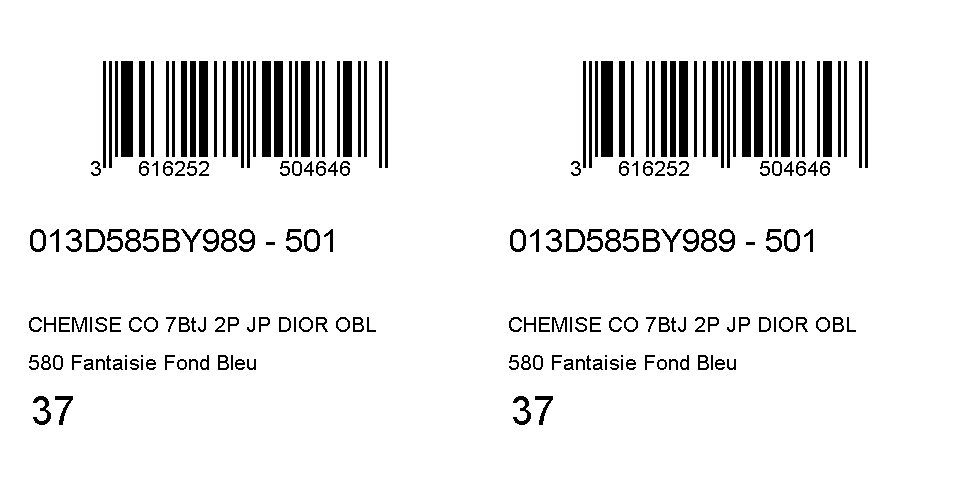 3 616252 504646
013D585BY989 - 501
CHEMISE CO 7BtJ 2P JP DIOR OBL
580 Fantaisie Fond Bleu
37
3 616252 504646
013D585BY989 - 501
CHEMISE CO 7BtJ 2P JP DIOR OBL
580 Fantaisie Fond Bleu
37